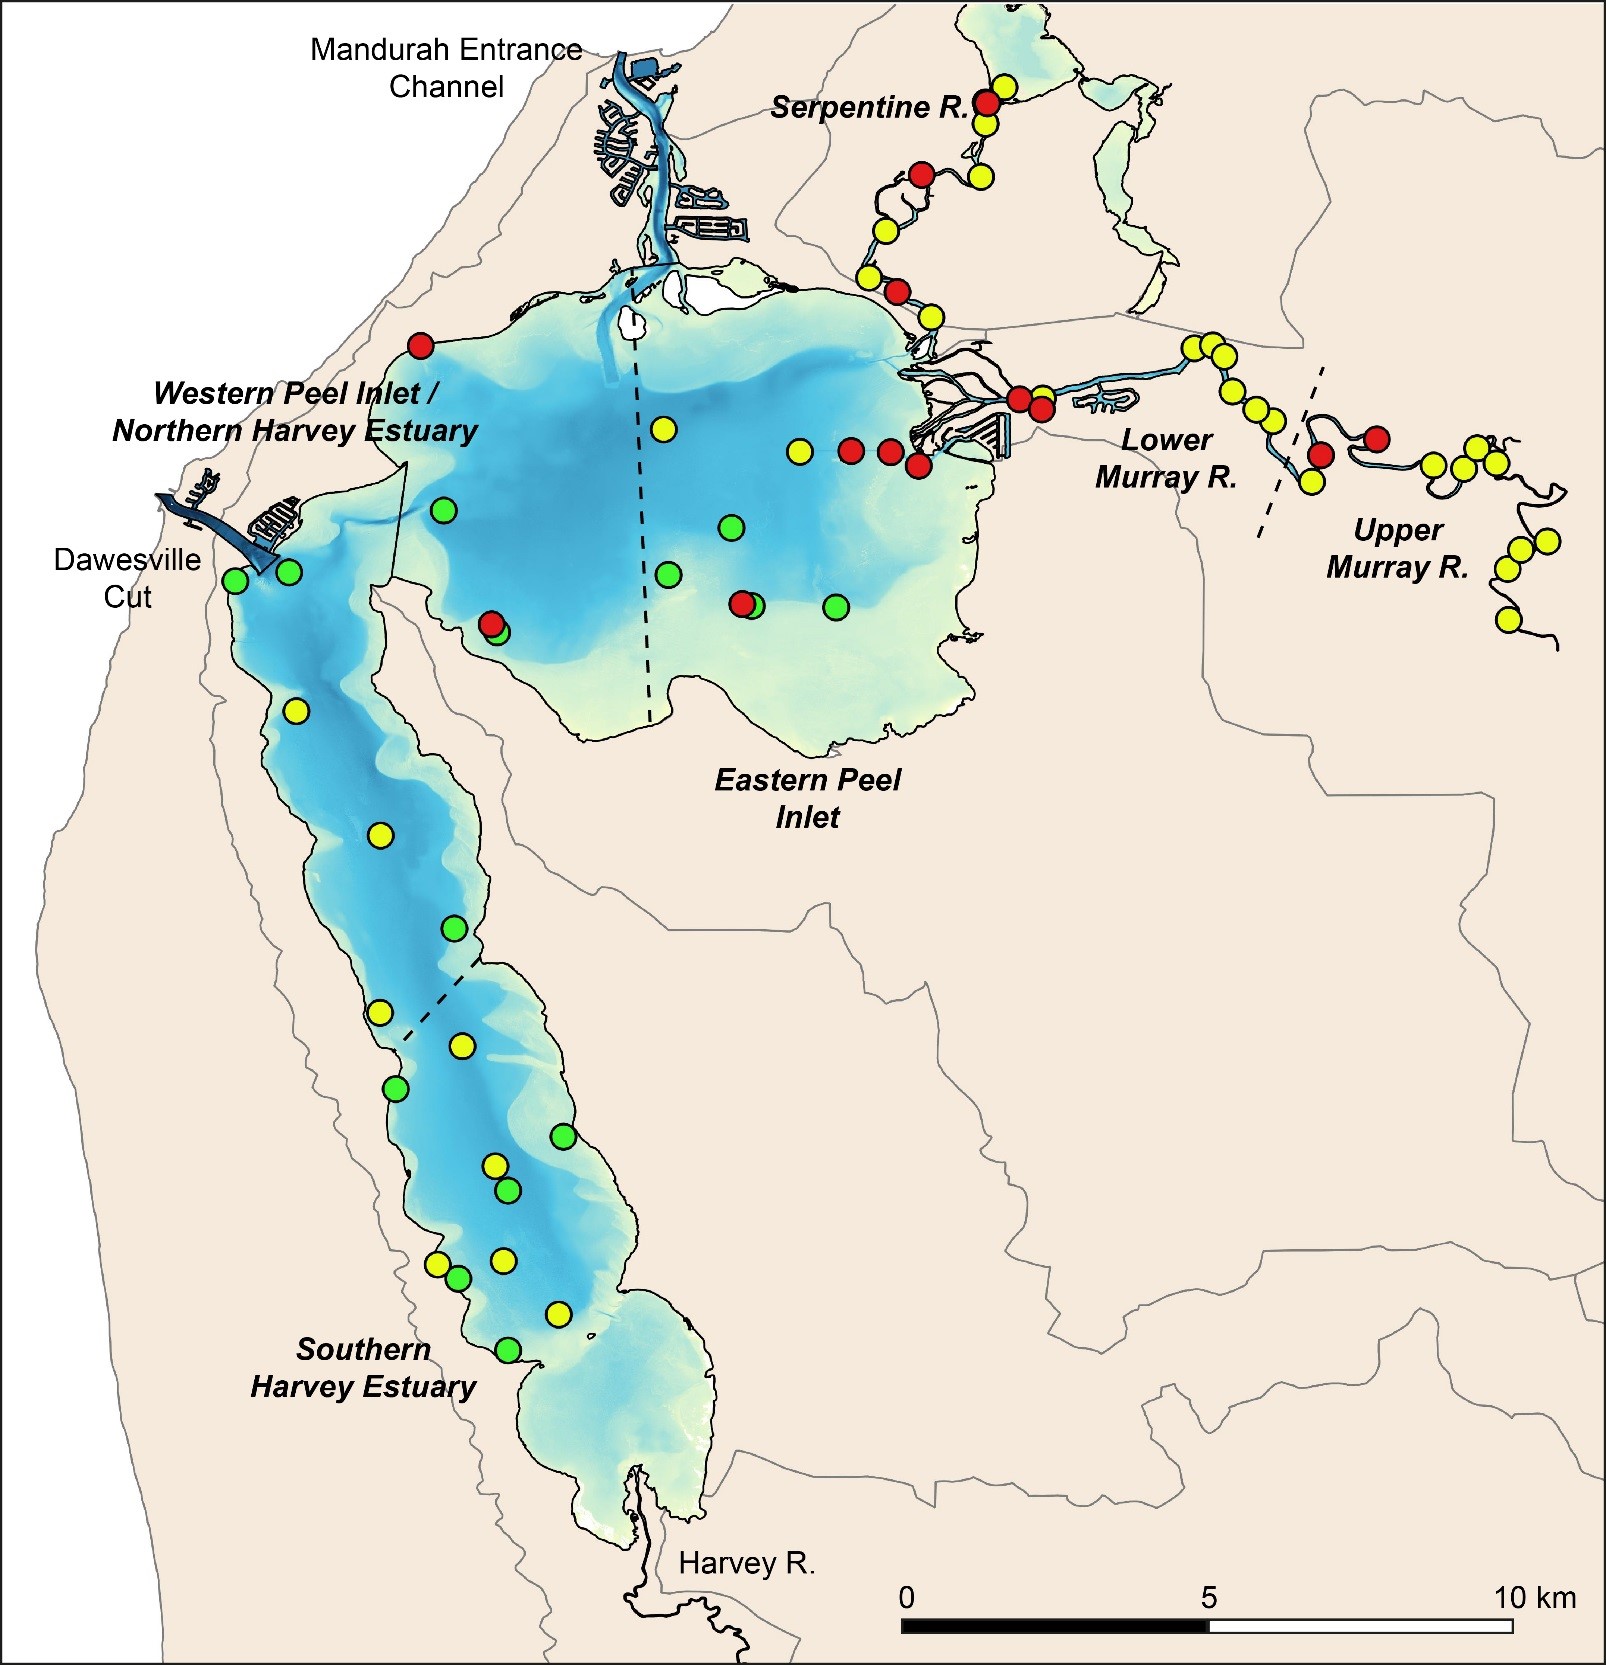 Mandurah Entrance
Channel
Serpentine R.
Western Peel Inlet /
Northern Harvey Estuary
Lower
Murray R.
Upper
Murray R.
Dawesville
Cut
Eastern Peel
Inlet
Southern
Harvey Estuary
Harvey R.
0 5 10 km